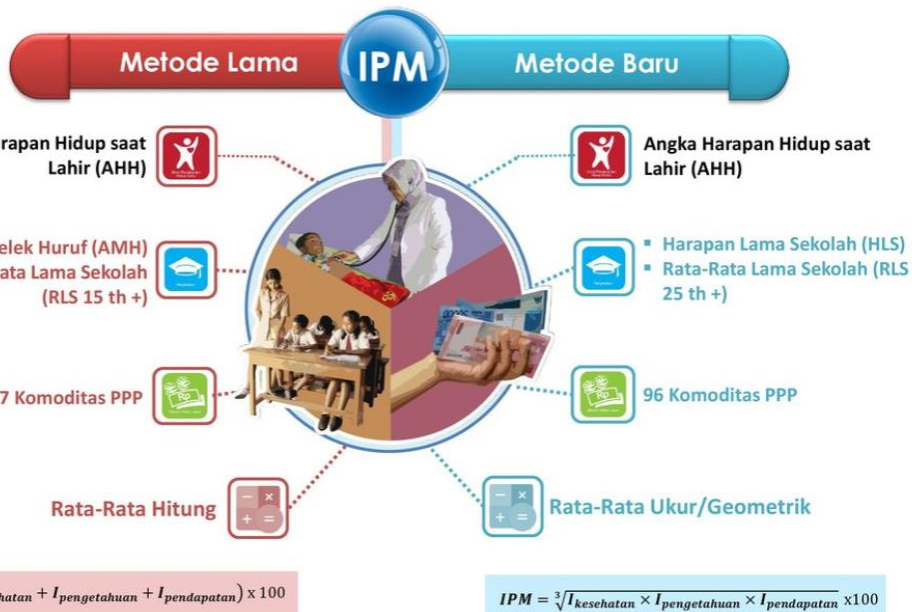 Metode Lama
IPM
Metode Baru
rapan Hidup saat
Lahir (AHH)
elek Huruf (AMH)
ata Lama Sekolah
(RLS 15 th +)
7 Komoditas PPP
Rata-Rata Hitung
hatan + Ipengetahuan + Ipendapatan) x 100
Angka Harapan Hidup saat
Lahir (AHH)
▪ Harapan Lama Sekolah (HLS)
▪ Rata-Rata Lama Sekolah (RLS
25 th +)
96 Komoditas PPP
Rata-Rata Ukur/Geometrik
IPM = ∛Ikesehatan × Ipengetahuan × Ipendapatan x100
Rp
Rp